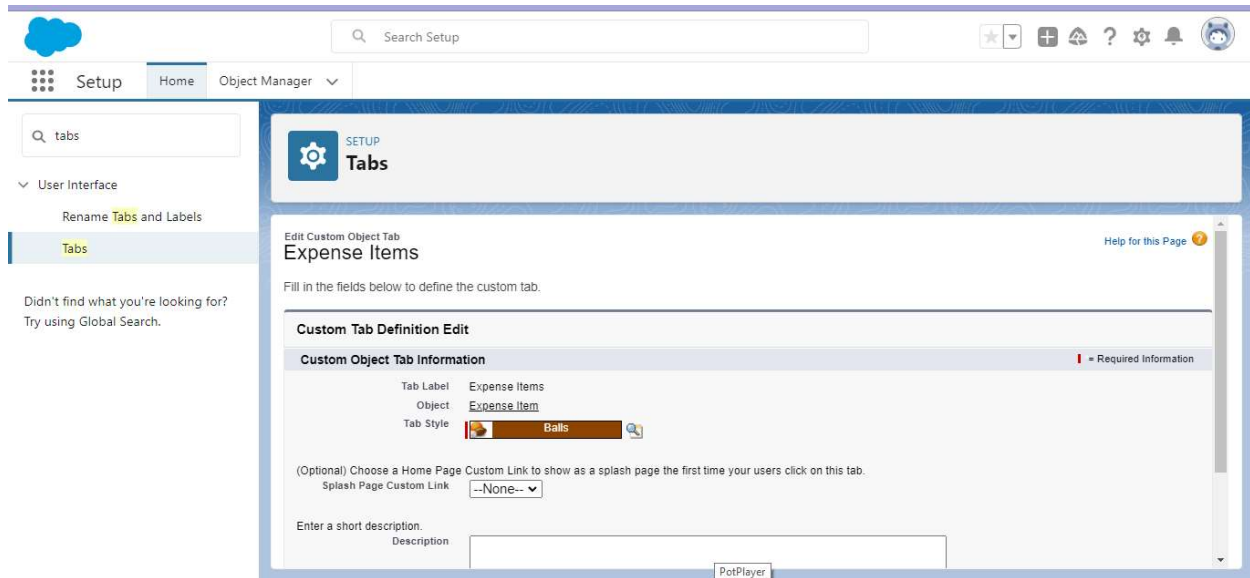 Search Setup
Setup
Home
Object Manager
tabs
User Interface
Rename Tabs and Labels
Tabs
Didn't find what you're looking for?
Try using Global Search.
SETUP
Tabs
Edit Custom Object Tab
Expense Items
Help for this Page
Fill in the fields below to define the custom tab.
Custom Tab Definition Edit
Custom Object Tab Information
= Required Information
Tab Label Expense Items
Object Expense Item
Tab Style Balls
(Optional) Choose a Home Page Custom Link to show as a splash page the first time your users click on this tab.
Splash Page Custom Link --None--
Enter a short description.
Description
PotPlayer